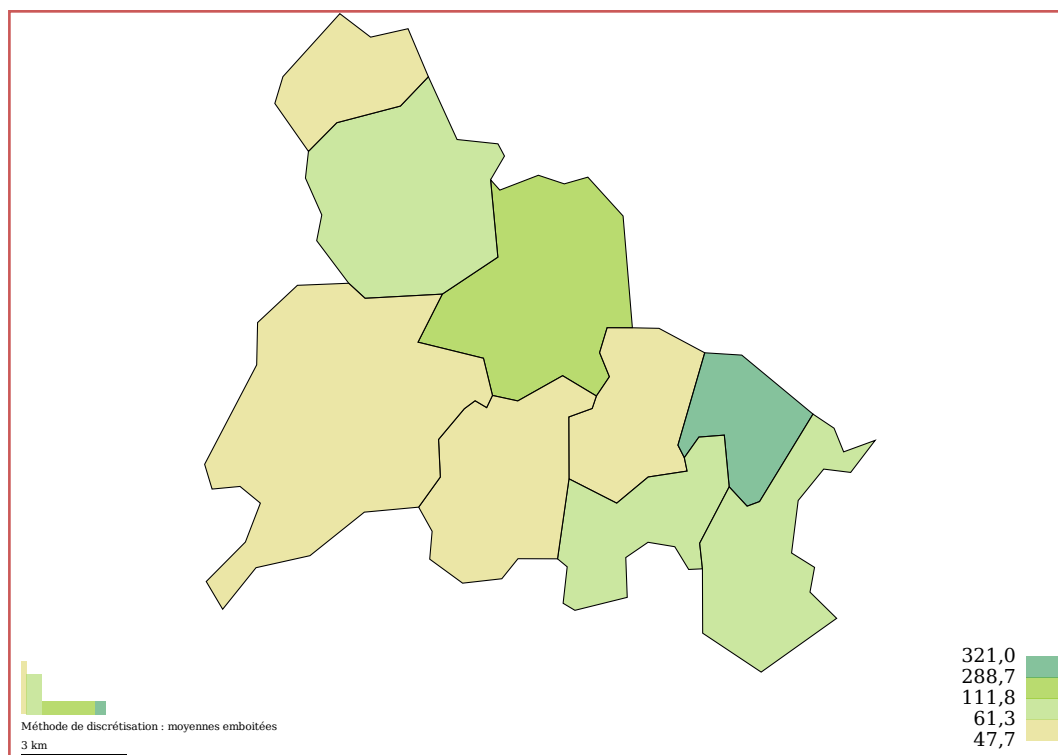 321,0
288,7
111,8
61,3
47,7
Méthode de discrétisation : moyennes emboitées
3 km